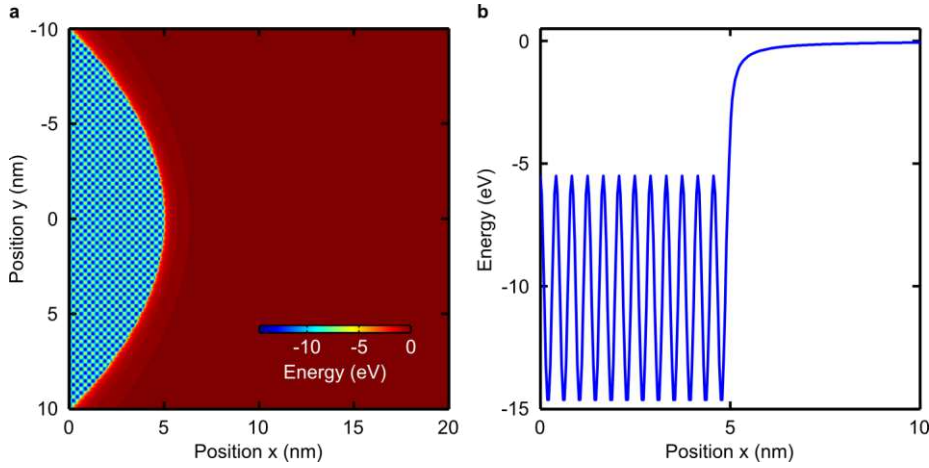 a
-10
-5
0
5
10
Position y (nm)
0 5 10 15 20
Position x (nm)
-10 -5 0
Energy (eV)
b
0
-5
-10
-15
Energy (eV)
0 5 10
Position x (nm)